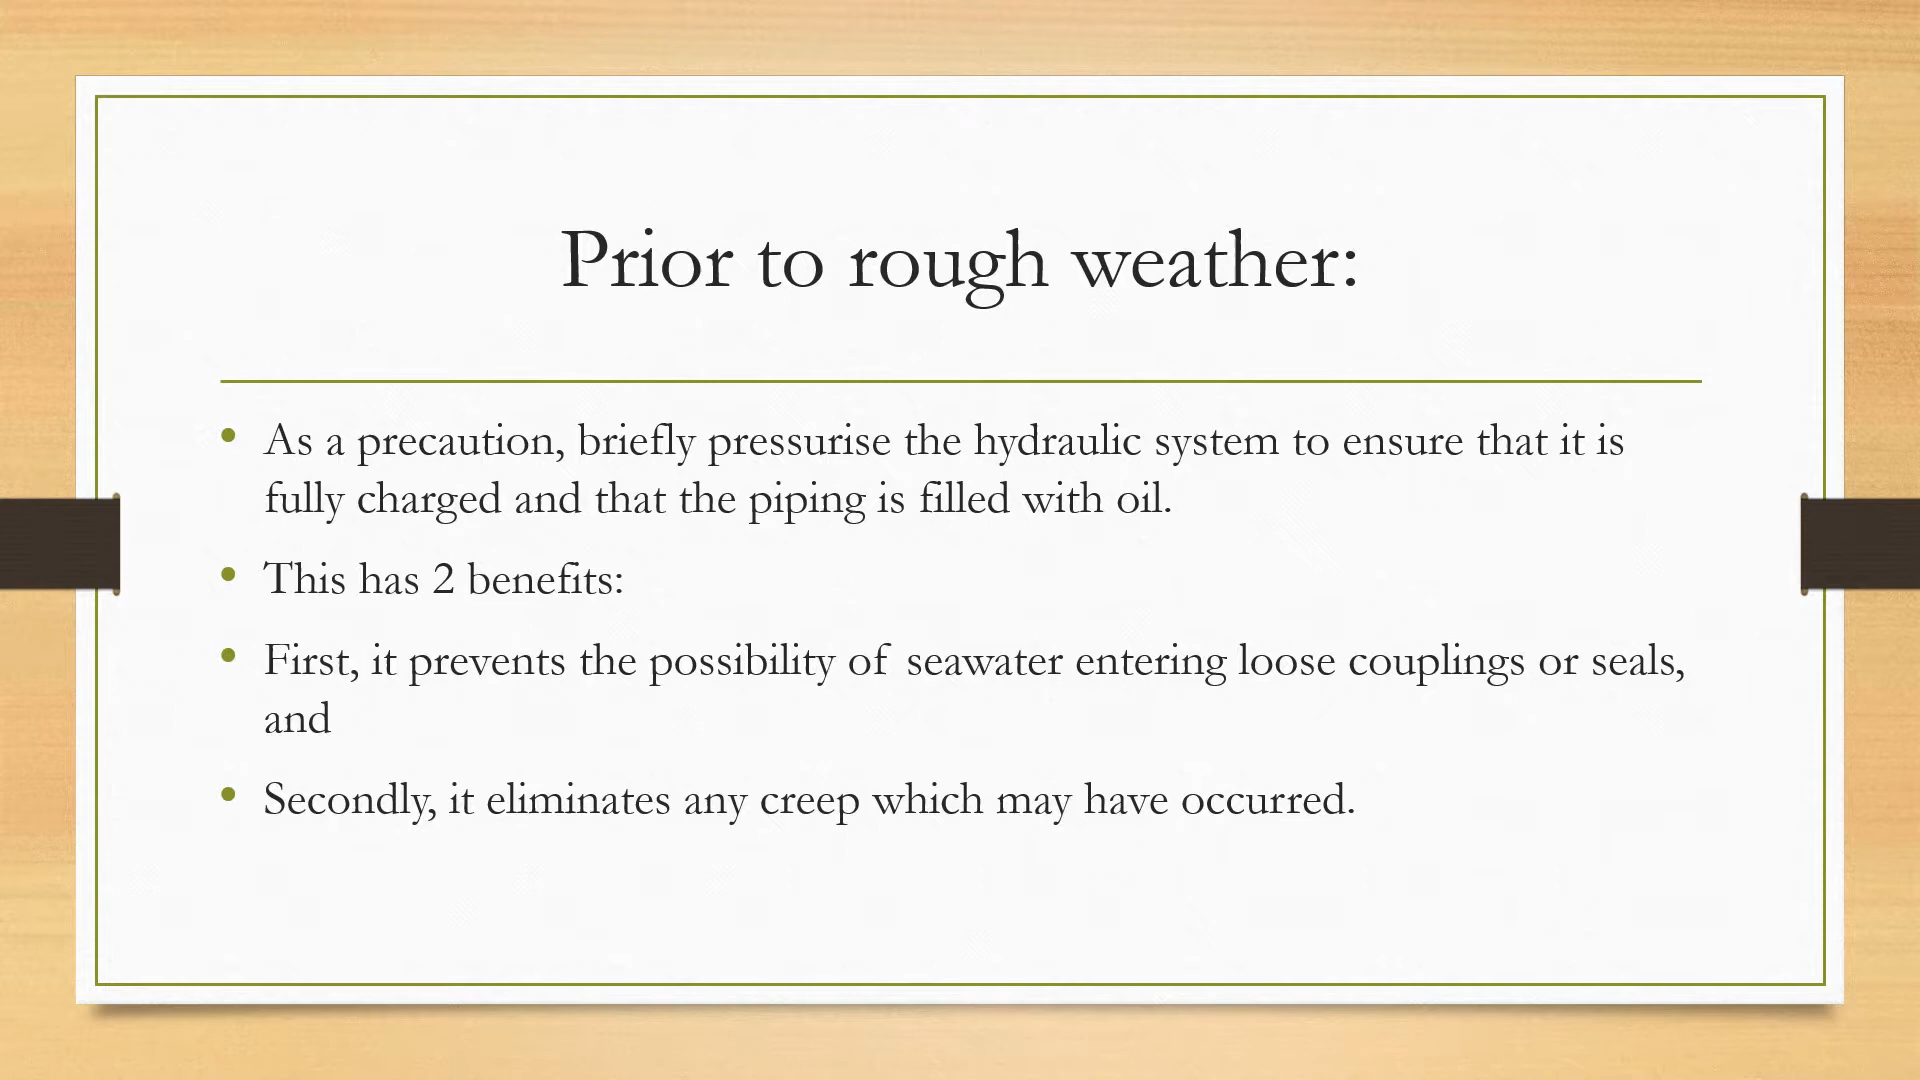 Prior to rough weather:
• As a precaution, briefly pressurise the hydraulic system to ensure that it is
fully charged and that the piping is filled with oil.
• This has 2 benefits:
• First, it prevents the possibility of seawater entering loose couplings or seals,
and
• Secondly, it eliminates any creep which may have occurred.